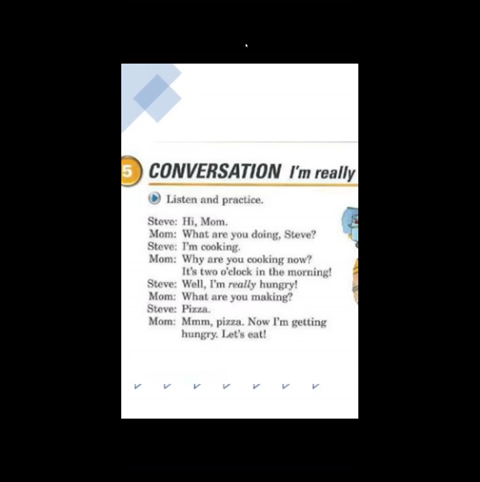 5 CONVERSATION I'm really
Listen and practice.
Steve: Hi, Mom.
Mom: What are you doing, Steve?
Steve: I'm cooking.
Mom: Why are you cooking now?
It's two o'clock in the morning!
Steve: Well, I'm really hungry!
Mom: What are you making?
Steve: Pizza.
Mom: Mmm, pizza. Now I'm getting
hungry. Let's eat!